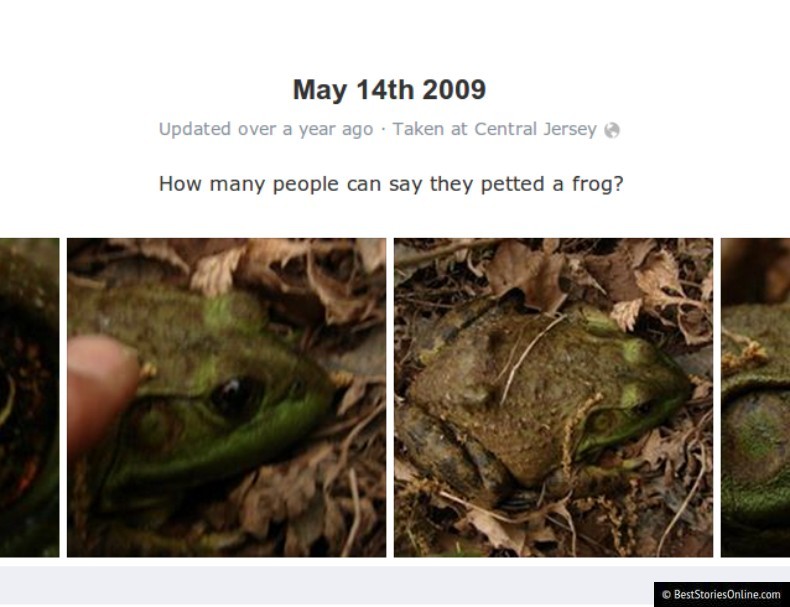 May 14th 2009
Updated over a year ago · Taken at Central Jersey
How many people can say they petted a frog?
© BestStoriesOnline.com